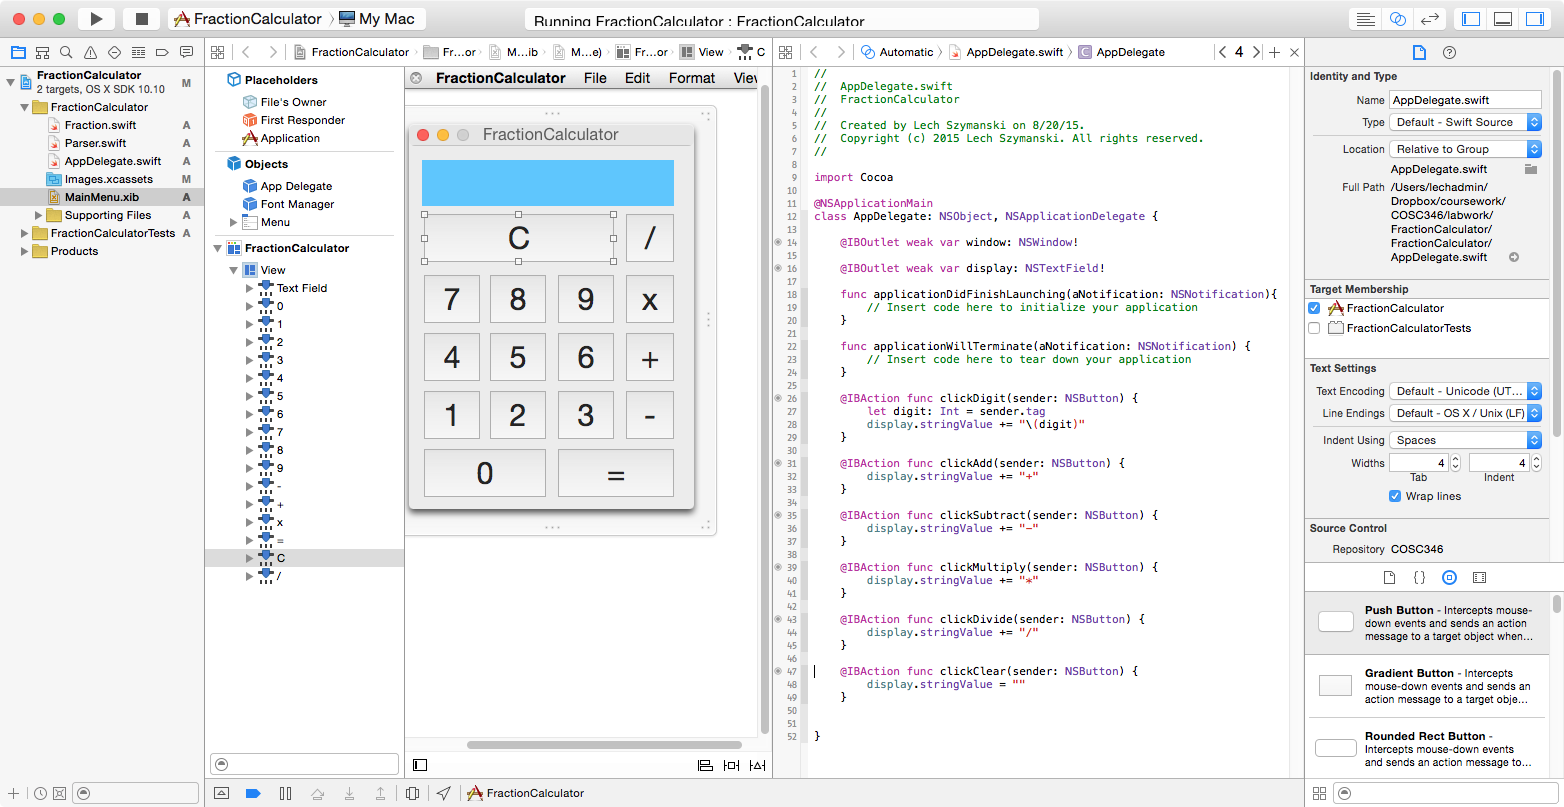 FractionCalculator
My Mac
Running FractionCalculator : FractionCalculator
FractionCalculator
Fr...or
M...ib
M...e)
Fr...or
View
C
Automatic
AppDelegate.swift
AppDelegate
4
FractionCalculator
2 targets, OS X SDK 10.10
M
FractionCalculator
Fraction.swift A
Parser.swift A
AppDelegate.swift A
Images.xcassets M
MainMenu.xib A
Supporting Files A
FractionCalculatorTests A
Products
Placeholders
File's Owner
First Responder
Application
Objects
App Delegate
Font Manager
Menu
FractionCalculator
View
Text Field
0
1
2
3
4
5
6
7
8
9
-
+
x
=
C
/
FractionCalculator File Edit Format Viev
FractionCalculator
C /
7 8 9 x
4 5 6 +
1 2 3 -
0 =
1 //
2 //  AppDelegate.swift
3 //  FractionCalculator
4 //
5 //  Created by Lech Szymanski on 8/20/15.
6 //  Copyright (c) 2015 Lech Szymanski. All rights reserved.
7 //
8
9 import Cocoa
10
11 @NSApplicationMain
12 class AppDelegate: NSObject, NSApplicationDelegate {
13
14 @IBOutlet weak var window: NSWindow!
15
16 @IBOutlet weak var display: NSTextField!
17
18 func applicationDidFinishLaunching(aNotification: NSNotification){
19 // Insert code here to initialize your application
20 }
21
22 func applicationWillTerminate(aNotification: NSNotification) {
23 // Insert code here to tear down your application
24 }
25
26 @IBAction func clickDigit(sender: NSButton) {
27 let digit: Int = sender.tag
28 display.stringValue += "\(digit)"
29 }
30
31 @IBAction func clickAdd(sender: NSButton) {
32 display.stringValue += "+"
33 }
34
35 @IBAction func clickSubtract(sender: NSButton) {
36 display.stringValue += "-"
37 }
38
39 @IBAction func clickMultiply(sender: NSButton) {
40 display.stringValue += "*"
41 }
42
43 @IBAction func clickDivide(sender: NSButton) {
44 display.stringValue += "/"
45 }
46
47 @IBAction func clickClear(sender: NSButton) {
48 display.stringValue = ""
49 }
50
51
52 }
Identity and Type
Name AppDelegate.swift
Type Default - Swift Source
Location Relative to Group
AppDelegate.swift
Full Path /Users/lechadmin/
Dropbox/coursework/
COSC346/labwork/
FractionCalculator/
FractionCalculator/
AppDelegate.swift
Target Membership
FractionCalculator
FractionCalculatorTests
Text Settings
Text Encoding Default - Unicode (UT...
Line Endings Default - OS X / Unix (LF)
Indent Using Spaces
Widths 4 4
Tab Indent
Wrap lines
Source Control
Repository COSC346
Push Button - Intercepts mouse-
down events and sends an action
message to a target object when...
Gradient Button - Intercepts
mouse-down events and sends an
action message to a target obje...
Rounded Rect Button -
Intercepts mouse-down events
and sends an action message to...
FractionCalculator